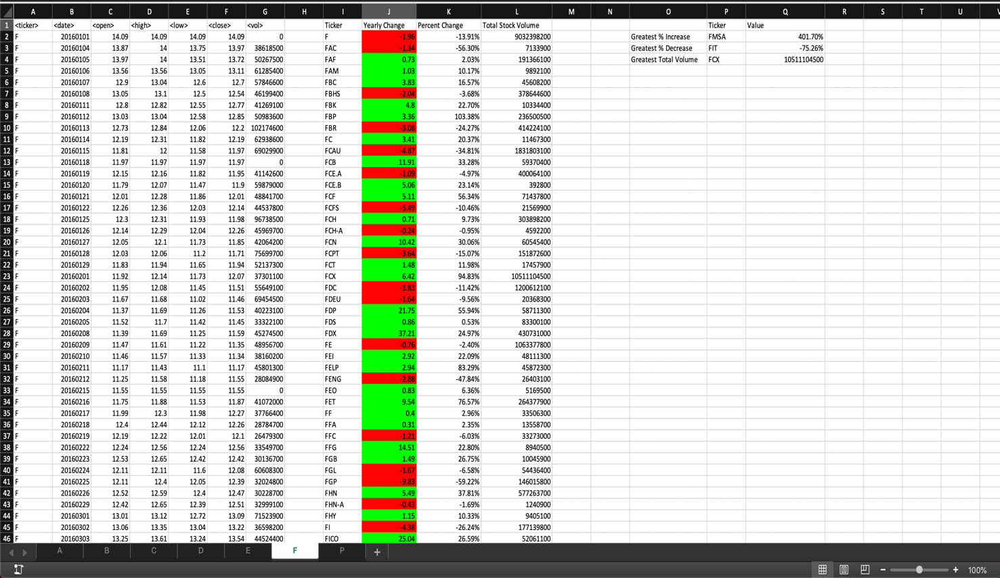 A B C D E F G H I J K L M N O P Q R S T U V
1 <ticker> <date> <open> <high> <low> <close> <vol> Ticker Yearly Change Percent Change Total Stock Volume Ticker Value
2 F 20160101 14.09 14.09 14.09 14.09 0 F -1.96 -13.91% 9032398200 Greatest % Increase FMSA 401.70%
3 F 20160104 13.87 14 13.75 13.97 38618500 FAC -1.34 -56.30% 7133900 Greatest % Decrease FIT -75.26%
4 F 20160105 13.97 14 13.51 13.72 50267500 FAF 0.73 2.03% 191366100 Greatest Total Volume FCX 10511104500
5 F 20160106 13.56 13.56 13.05 13.11 61285400 FAM 1.03 10.17% 9892100
6 F 20160107 12.9 13.04 12.6 12.7 57846600 FBC 3.83 16.57% 45608200
7 F 20160108 13.05 13.1 12.5 12.54 46199400 FBHS -2.04 -3.68% 378644600
8 F 20160111 12.8 12.82 12.55 12.77 41269100 FBK 4.8 22.70% 10334400
9 F 20160112 13.03 13.04 12.58 12.85 50983600 FBP 3.36 103.38% 236500500
10 F 20160113 12.73 12.84 12.06 12.2 102174600 FBR -3.08 -24.27% 414224100
11 F 20160114 12.19 12.31 11.82 12.19 62938600 FC 3.41 20.37% 11467300
12 F 20160115 11.81 12 11.58 11.97 69029900 FCAU -4.87 -34.81% 1831803100
13 F 20160118 11.97 11.97 11.97 11.97 0 FCB 11.91 33.28% 59370400
14 F 20160119 12.15 12.16 11.82 11.95 41142600 FCE.A -1.09 -4.97% 400064100
15 F 20160120 11.79 12.07 11.47 11.9 59879000 FCE.B 5.06 23.14% 392800
16 F 20160121 12.01 12.28 11.86 12.01 48841700 FCF 5.11 56.34% 71437800
17 F 20160122 12.26 12.36 12.03 12.14 44537800 FCFS -5.49 -10.46% 21569900
18 F 20160125 12.3 12.31 11.93 11.98 96738500 FCH 0.71 9.73% 303898200
19 F 20160126 12.14 12.29 12.04 12.26 45969700 FCH-A -0.24 -0.95% 4592200
20 F 20160127 12.05 12.1 11.73 11.85 42064200 FCN 10.42 30.06% 60545400
21 F 20160128 12.03 12.06 11.2 11.71 75699700 FCPT -3.64 -15.07% 151872600
22 F 20160129 11.83 11.94 11.65 11.94 52137300 FCT 1.48 11.98% 17457900
23 F 20160201 11.92 12.14 11.73 12.07 37301100 FCX 6.42 94.83% 10511104500
24 F 20160202 11.95 12.08 11.45 11.51 55649100 FDC -1.83 -11.42% 1200612100
25 F 20160203 11.67 11.68 11.02 11.46 69454500 FDEU -1.64 -9.56% 20368300
26 F 20160204 11.37 11.69 11.26 11.53 40223100 FDP 21.75 55.94% 58711300
27 F 20160205 11.52 11.7 11.42 11.45 33322100 FDS 0.86 0.53% 83300100
28 F 20160208 11.39 11.69 11.25 11.59 45274500 FDX 37.21 24.97% 430731000
29 F 20160209 11.47 11.61 11.22 11.35 48956700 FE -0.76 -2.40% 1063377800
30 F 20160210 11.46 11.57 11.33 11.34 38160200 FEI 2.92 22.09% 48111300
31 F 20160211 11.17 11.43 11.1 11.17 45801300 FELP 2.94 83.29% 45872300
32 F 20160212 11.25 11.58 11.18 11.55 28084900 FENG -2.88 -47.84% 26403100
33 F 20160215 11.55 11.55 11.55 11.55 0 FEO 0.83 6.36% 5169500
34 F 20160216 11.75 11.88 11.53 11.87 41072000 FET 9.54 76.57% 264377900
35 F 20160217 11.99 12.3 11.98 12.27 37766400 FF 0.4 2.96% 33506300
36 F 20160218 12.4 12.44 12.12 12.26 28784700 FFA 0.31 2.35% 13558700
37 F 20160219 12.19 12.22 12.01 12.1 26479300 FFC -1.21 -6.03% 33273000
38 F 20160222 12.24 12.56 12.24 12.56 33549700 FFG 14.51 22.80% 8940500
39 F 20160223 12.53 12.65 12.42 12.42 30136700 FGB 1.49 26.75% 10045900
40 F 20160224 12.11 12.11 11.6 12.08 60608300 FGL -1.67 -6.58% 54436400
41 F 20160225 12.11 12.4 12.05 12.39 32024800 FGP -9.83 -59.22% 146015800
42 F 20160226 12.52 12.59 12.4 12.47 30228700 FHN 5.49 37.81% 577263700
43 F 20160229 12.42 12.65 12.39 12.51 32999100 FHN-A -0.43 -1.69% 1240900
44 F 20160301 13.01 13.12 12.72 13.09 71523900 FHY 1.15 10.33% 9405100
45 F 20160302 13.06 13.35 13.04 13.22 36598200 FI -4.38 -26.24% 177139800
46 F 20160303 13.25 13.61 13.24 13.54 44524400 FICO 25.04 26.59% 52061100
A B C D E F P +
100%